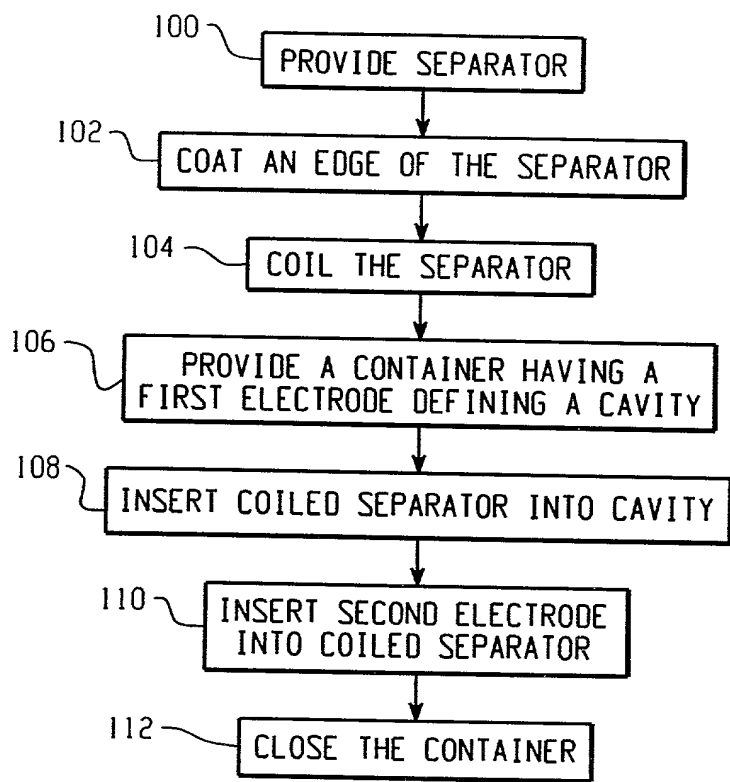 100
PROVIDE SEPARATOR
102
COAT AN EDGE OF THE SEPARATOR
104
COIL THE SEPARATOR
106
PROVIDE A CONTAINER HAVING A
FIRST ELECTRODE DEFINING A CAVITY
108
INSERT COILED SEPARATOR INTO CAVITY
110
INSERT SECOND ELECTRODE
INTO COILED SEPARATOR
112
CLOSE THE CONTAINER